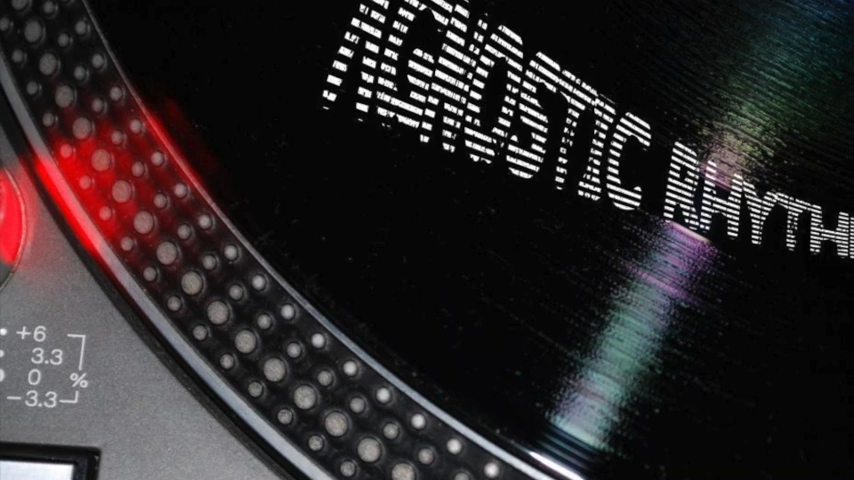 AGNOSTIC RHYTH
+6
3.3
0 %
-3.3